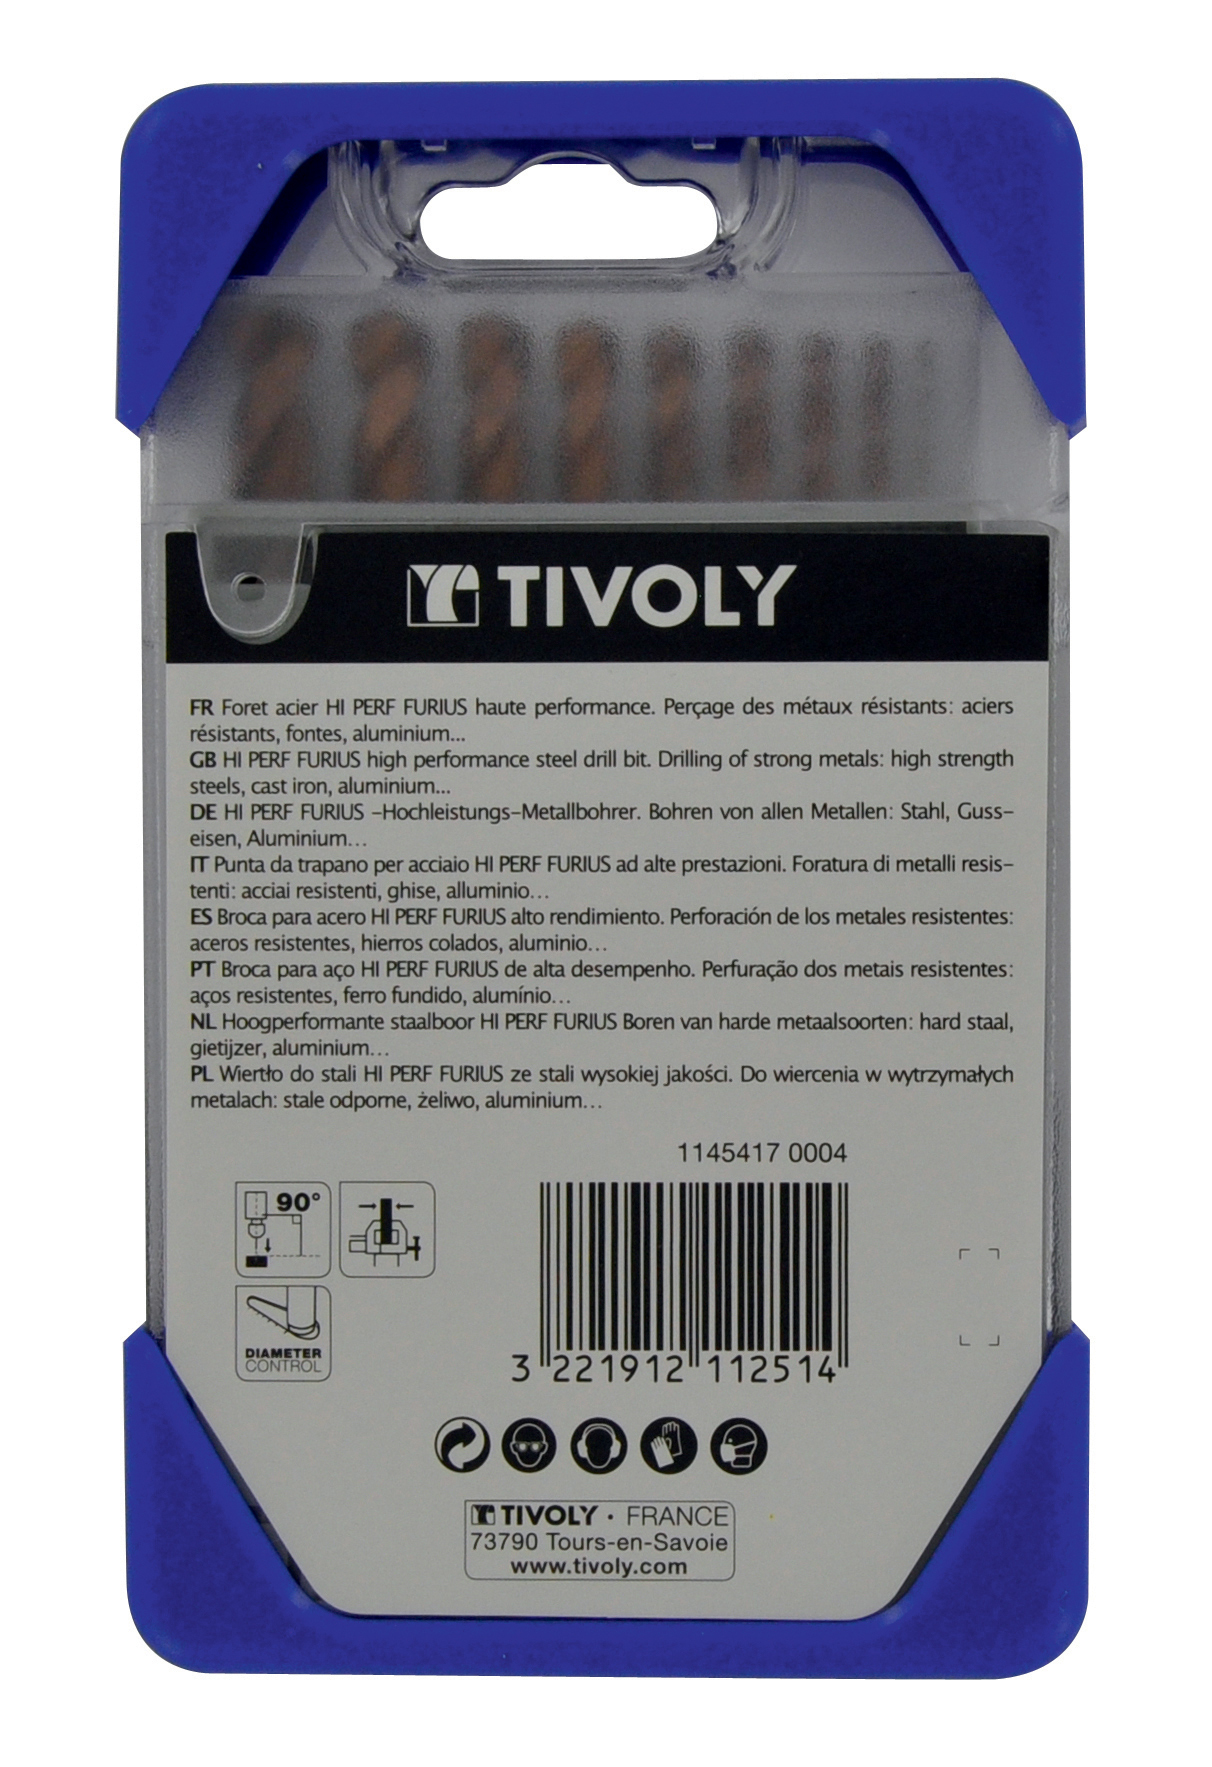 TIVOLY
FR Foret acier HI PERF FURIUS haute performance. Perçage des métaux résistants: aciers
résistants, fontes, aluminium...
GB HI PERF FURIUS high performance steel drill bit. Drilling of strong metals: high strength
steels, cast iron, aluminium...
DE HI PERF FURIUS –Hochleistungs–Metallbohrer. Bohren von allen Metallen: Stahl, Guss–
eisen, Aluminium…
IT Punta da trapano per acciaio HI PERF FURIUS ad alte prestazioni. Foratura di metalli resis–
tenti: acciai resistenti, ghise, alluminio…
ES Broca para acero HI PERF FURIUS alto rendimiento. Perforación de los metales resistentes:
aceros resistentes, hierros colados, aluminio…
PT Broca para aço HI PERF FURIUS de alta desempenho. Perfuração dos metais resistentes:
aços resistentes, ferro fundido, alumínio…
NL Hoogperformante staalboor HI PERF FURIUS Boren van harde metaalsoorten: hard staal,
gietijzer, aluminium…
PL Wiertło do stali HI PERF FURIUS ze stali wysokiej jakości. Do wiercenia w wytrzymałych
metalach: stale odporne, żeliwo, aluminium…
1145417 0004
90°
DIAMETER
CONTROL
3 221912 112514
TIVOLY · FRANCE
73790 Tours-en-Savoie
www.tivoly.com